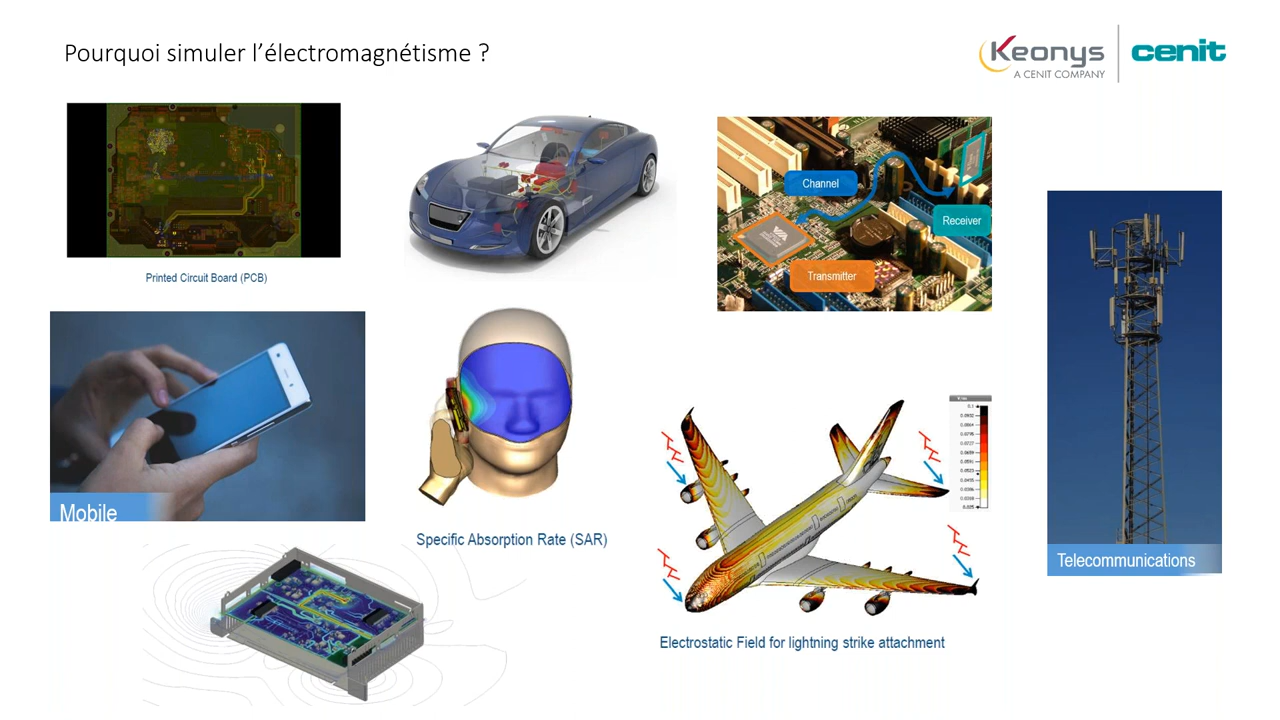 Pourquoi simuler l'électromagnétisme ?
Keonys
A CENIT COMPANY
cenit
Printed Circuit Board (PCB)
Channel
Receiver
VIA
Transmitter
Mobile
Specific Absorption Rate (SAR)
Electrostatic Field for lightning strike attachment
Telecommunications